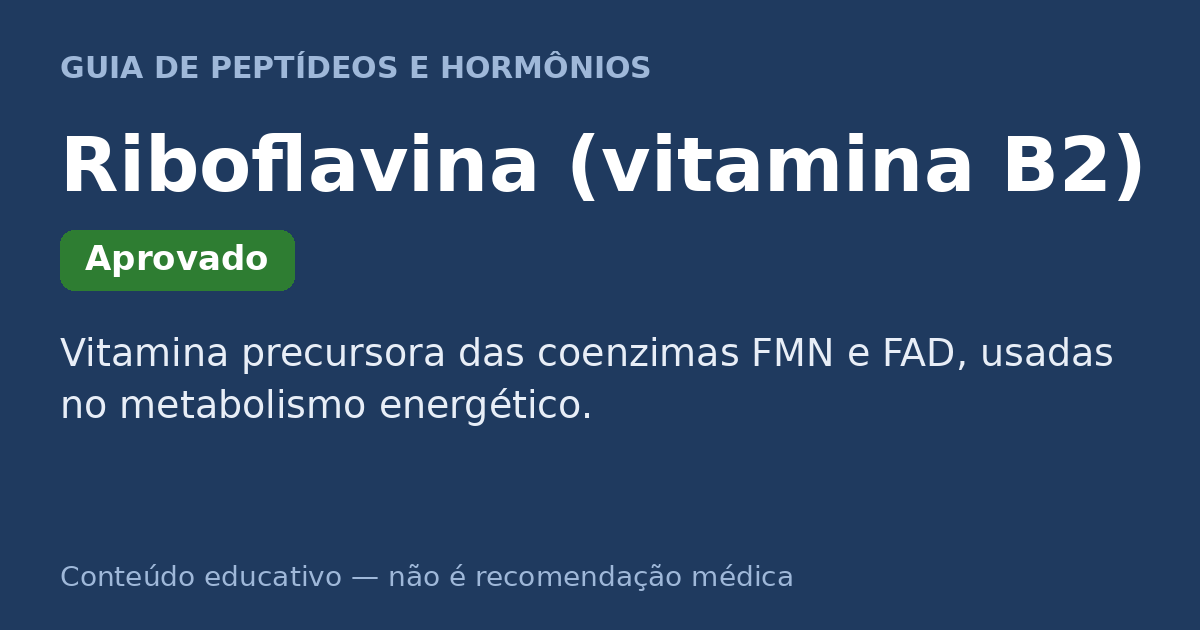 GUIA DE PEPTÍDEOS E HORMÔNIOS
Riboflavina (vitamina B2)
Aprovado
Vitamina precursora das coenzimas FMN e FAD, usadas
no metabolismo energético.
Conteúdo educativo — não é recomendação médica